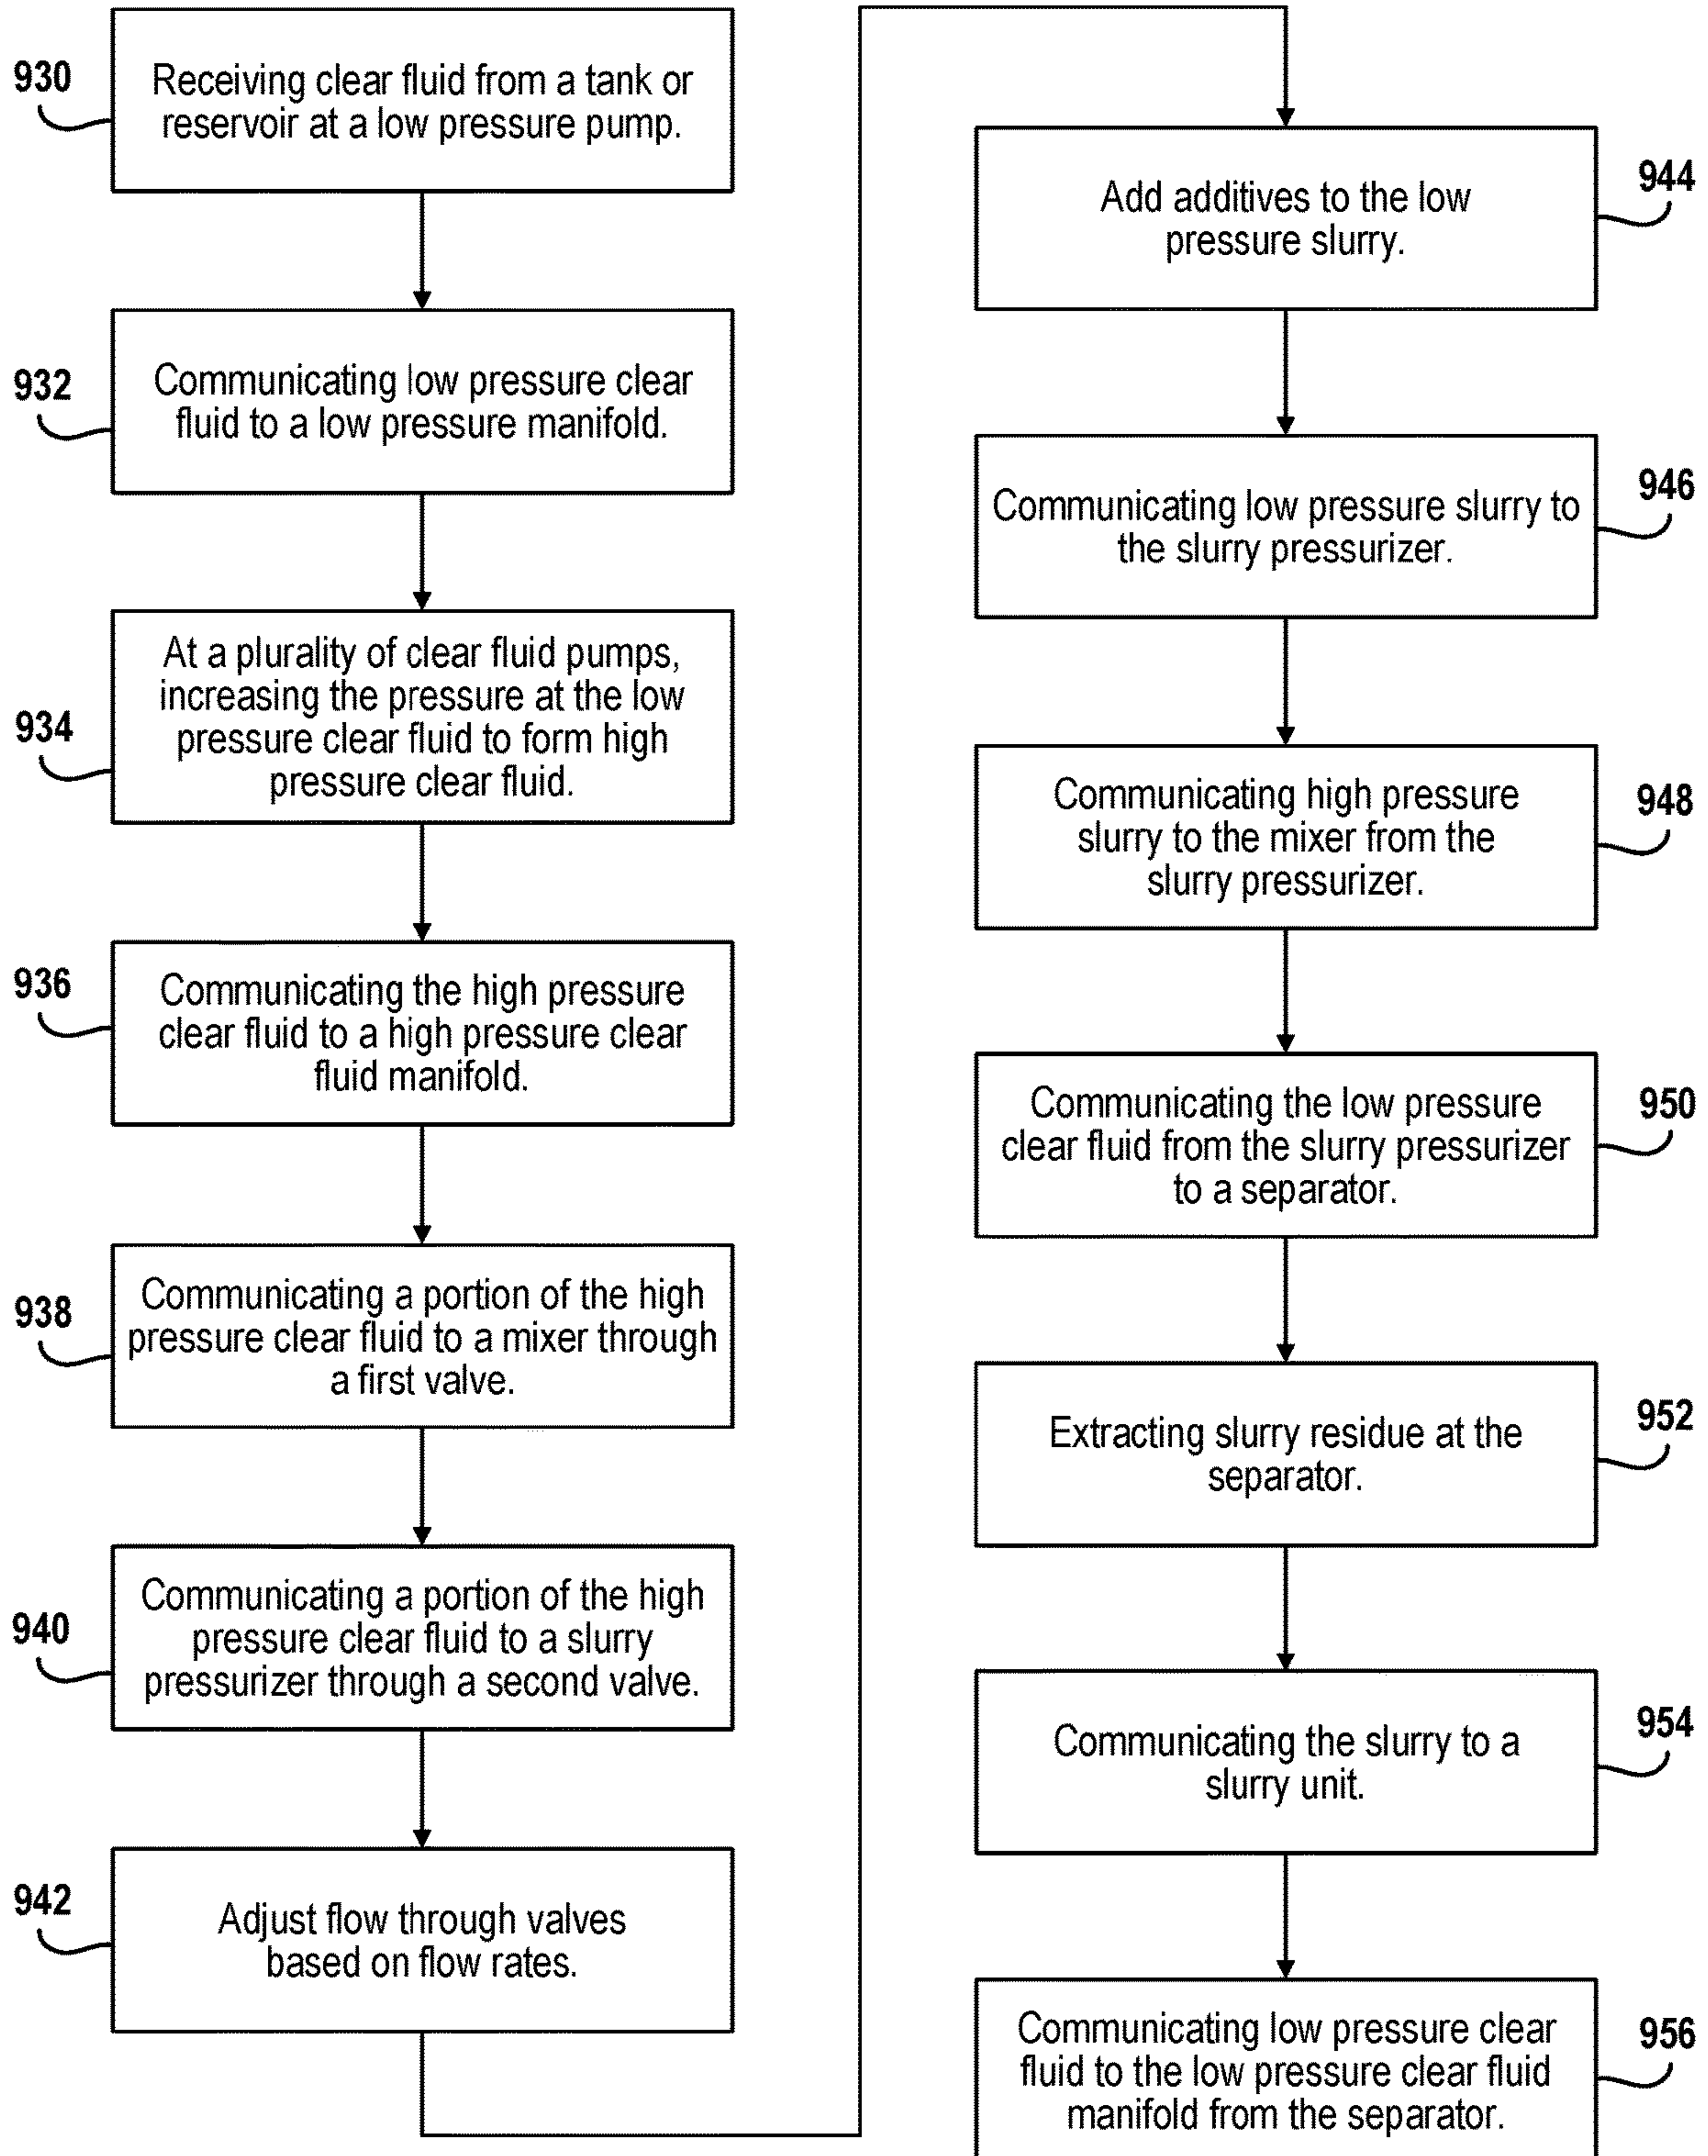 930
Receiving clear fluid from a tank or
reservoir at a low pressure pump.
932
Communicating low pressure clear
fluid to a low pressure manifold.
934
At a plurality of clear fluid pumps,
increasing the pressure at the low
pressure clear fluid to form high
pressure clear fluid.
936
Communicating the high pressure
clear fluid to a high pressure clear
fluid manifold.
938
Communicating a portion of the high
pressure clear fluid to a mixer through
a first valve.
940
Communicating a portion of the high
pressure clear fluid to a slurry
pressurizer through a second valve.
942
Adjust flow through valves
based on flow rates.
944
Add additives to the low
pressure slurry.
946
Communicating low pressure slurry to
the slurry pressurizer.
948
Communicating high pressure
slurry to the mixer from the
slurry pressurizer.
950
Communicating the low pressure
clear fluid from the slurry pressurizer
to a separator.
952
Extracting slurry residue at the
separator.
954
Communicating the slurry to a
slurry unit.
956
Communicating low pressure clear
fluid to the low pressure clear fluid
manifold from the separator.